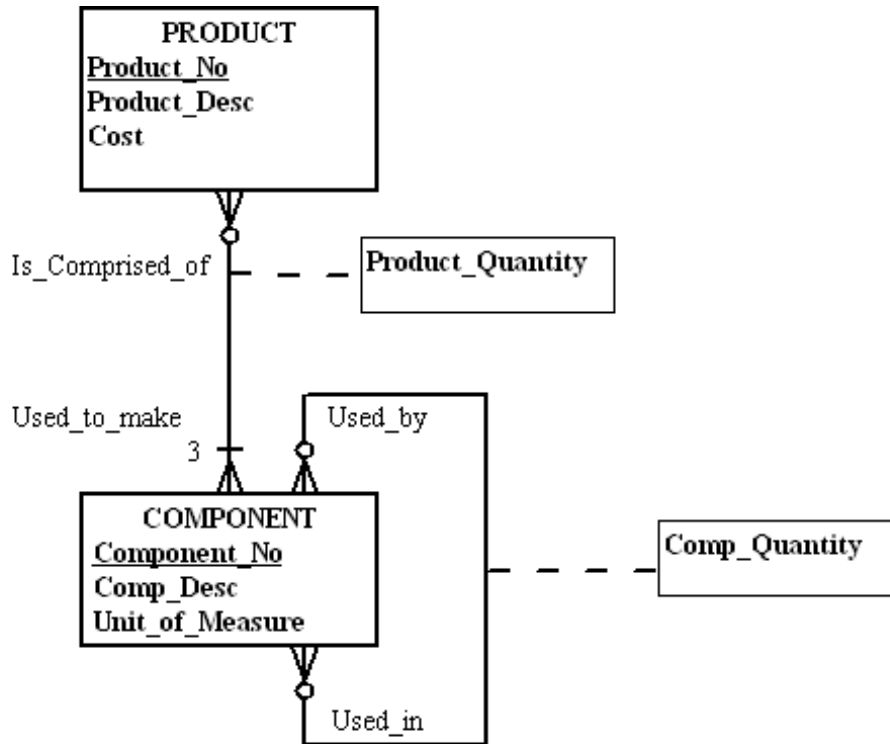 PRODUCT
Product_No
Product_Desc
Cost
Is_Comprised_of
Product_Quantity
Used_to_make
Used_by
3
COMPONENT
Component_No
Comp_Desc
Unit_of_Measure
Comp_Quantity
Used_in